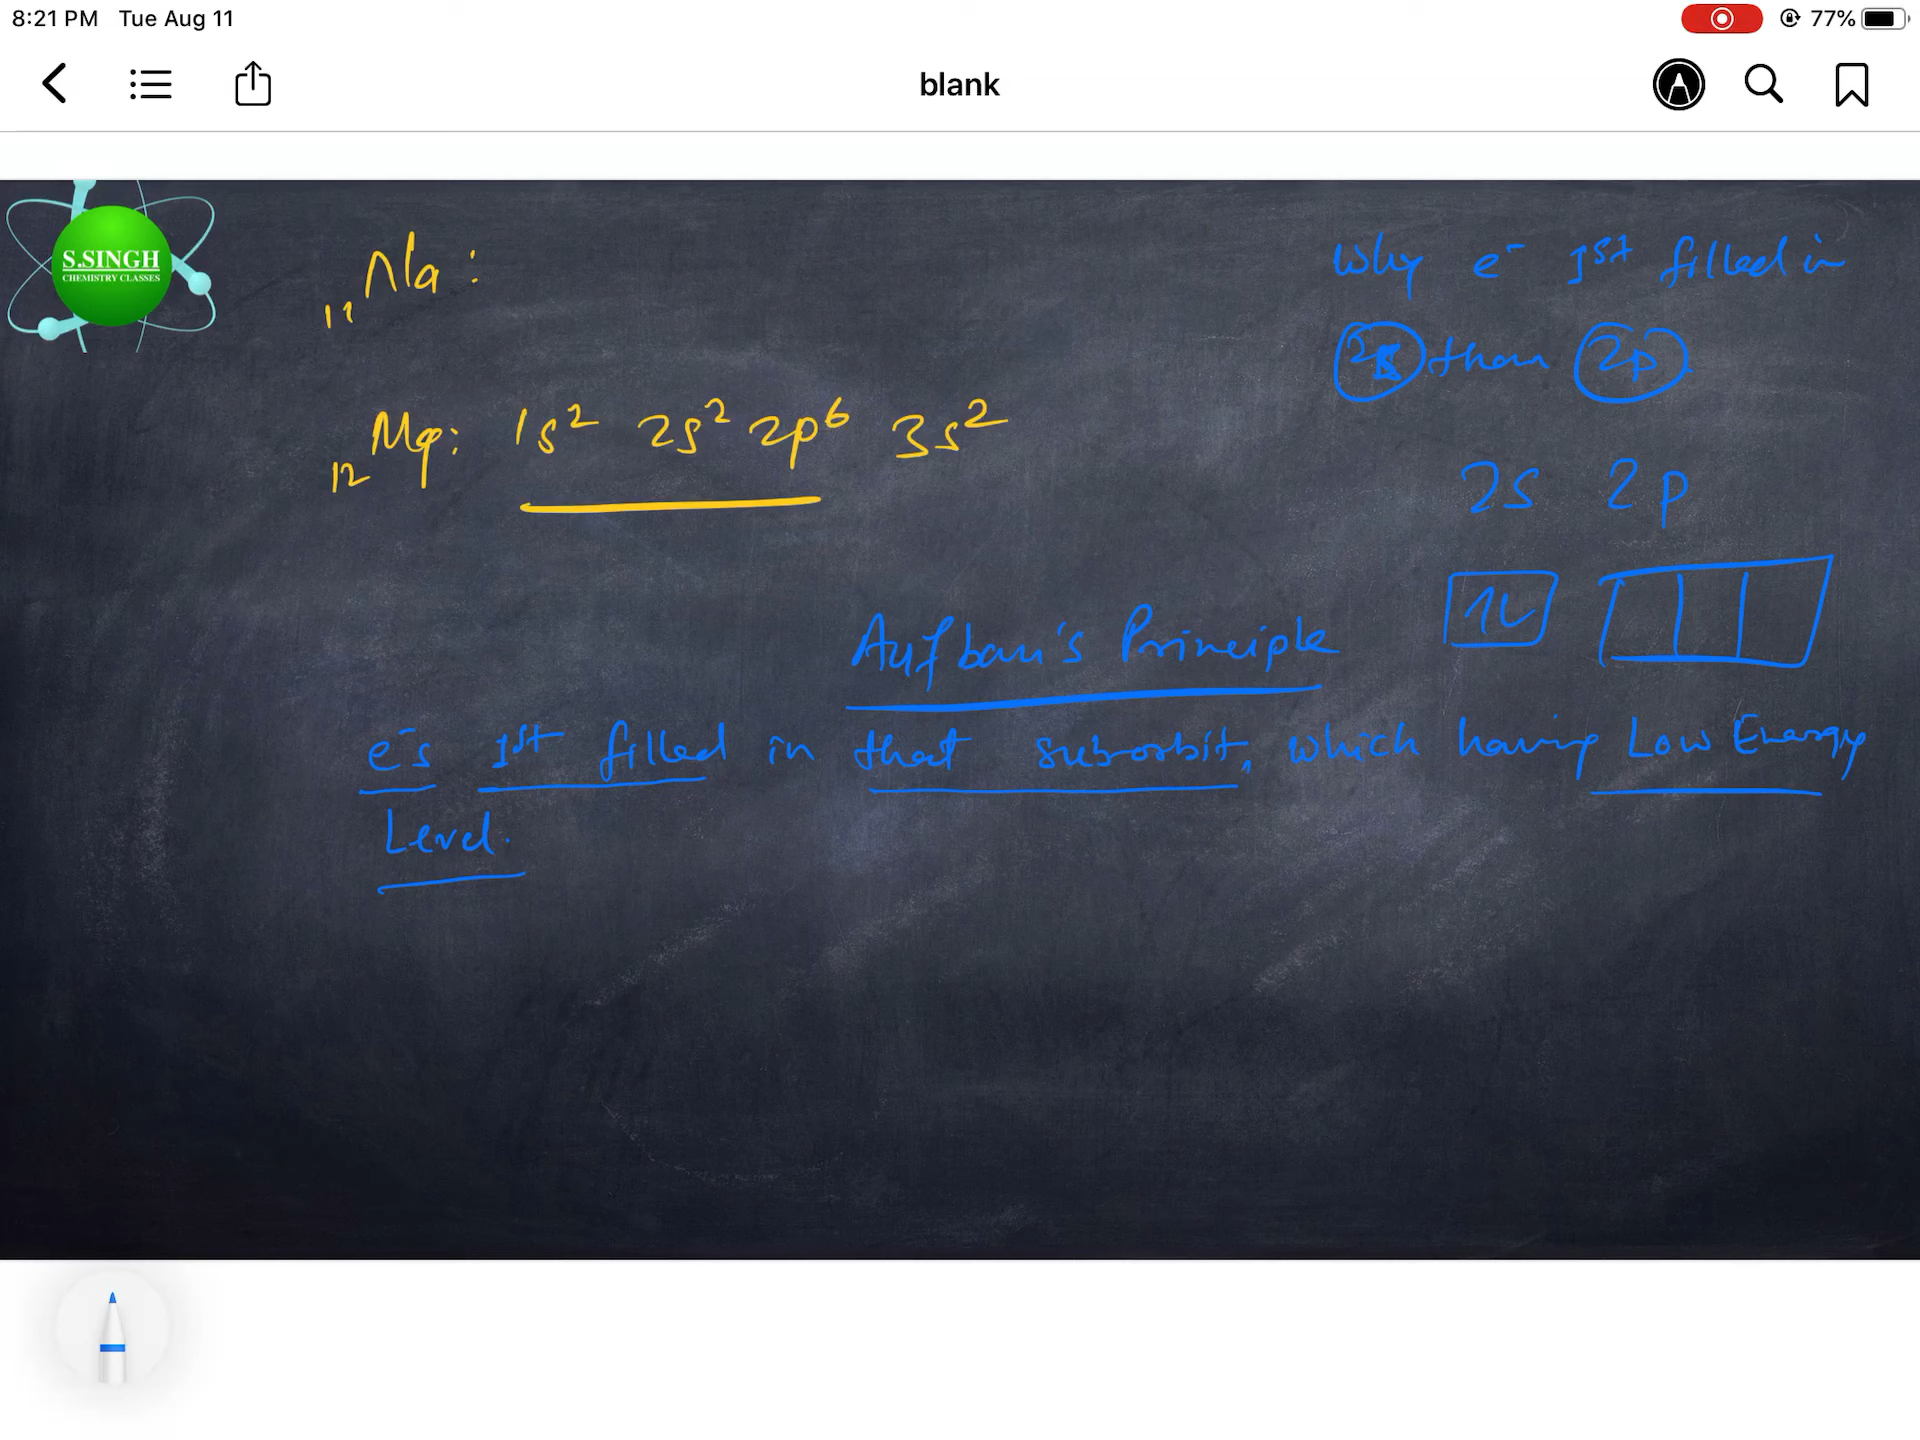 8:21 PM Tue Aug 11
77%
blank
S.SINGH
CHEMISTRY CLASSES
11Na :
12Mg: 1s² 2s² 2p⁶ 3s²
Why e⁻ 1st filled in
2s than 2p.
2s 2p
1L
Aufbau's Principle
e⁻s 1st filled in that sub-orbit, which having Low Energy
Level.